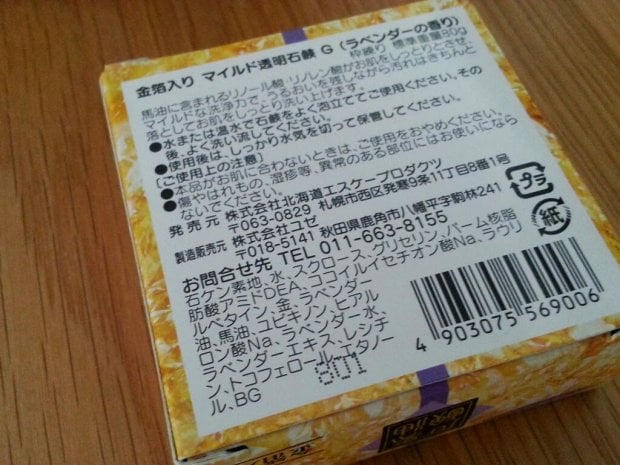 金箔入り マイルド透明石鹸 G (ラベンダーの香り)
枠練り 標準重量80g
馬油に含まれるリノール酸・リノレン酸がお肌をしっとりとさせ、
マイルドな洗浄力で、うるおいを残しながら汚れはきちんと
落としてお肌をしっとり洗い上げます。
●水または温水で石鹸をよく泡立ててご使用ください。その
後、よく洗い流してください。
●使用後は、しっかり水気を切って保管してください。
[ご使用上の注意]
●本品がお肌に合わないときは、ご使用をおやめください。
●傷やはれもの、湿疹等、異常のある部位にはお使いになら
ないでください。
発売元 株式会社北海道エスケープロダクツ
〒063-0829 札幌市西区発寒9条11丁目8番1号
製造販売元 株式会社ユゼ
〒018-5141 秋田県鹿角市八幡平字駒林241
お問合せ先 TEL 011-663-8155
石ケン素地、水、スクロース、グリセリン、パーム核脂
肪酸アミドDEA、ココイルイセチオン酸Na、ラウリ
ルベタイン、金、ラベンダー
油、馬油、ユビキノン、ヒアル
ロン酸Na、ラベンダー水、
ラベンダーエキス、レシチ
ン、トコフェロール、エタノー
ル、BG
801
プラ
紙
4 903075 569006